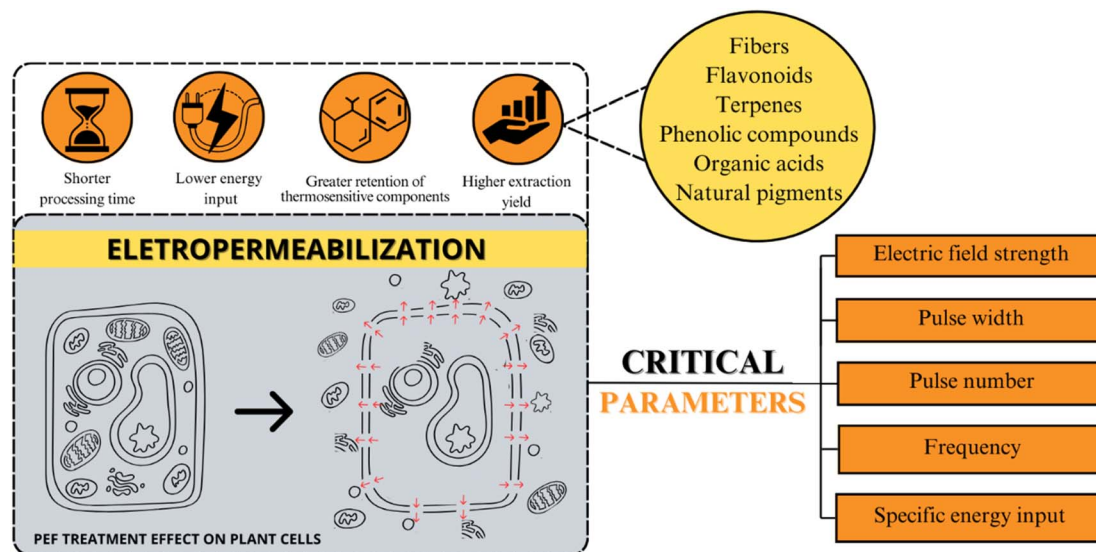 Fibers
Flavonoids
Terpenes
Phenolic compounds
Organic acids
Natural pigments
Shorter
processing time
Lower energy
input
Greater retention of
thermosensitive components
Higher extraction
yield
ELETROPERMEABILIZATION
PEF TREATMENT EFFECT ON PLANT CELLS
CRITICAL
PARAMETERS
Electric field strength
Pulse width
Pulse number
Frequency
Specific energy input